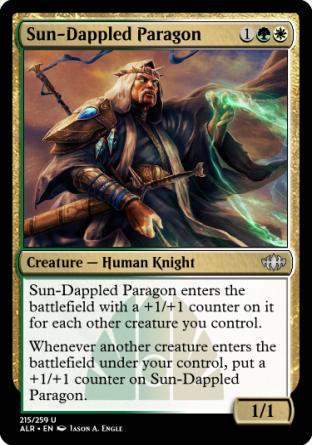 Sun-Dappled Paragon 1
Creature — Human Knight
Sun-Dappled Paragon enters the
battlefield with a +1/+1 counter on it
for each other creature you control.
Whenever another creature enters the
battlefield under your control, put a
+1/+1 counter on Sun-Dappled
Paragon.
1/1
215/259 U
ALR • EN Jason A. Engle